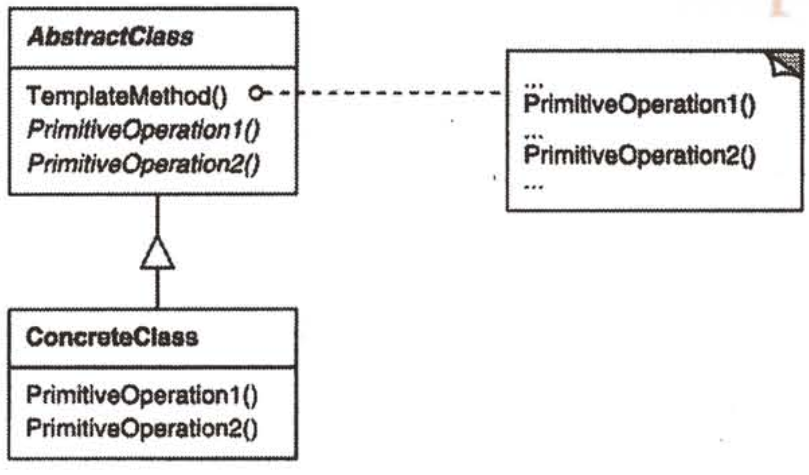 AbstractClass
TemplateMethod()
PrimitiveOperation1()
PrimitiveOperation2()
...
PrimitiveOperation1()
...
PrimitiveOperation2()
...
ConcreteClass
PrimitiveOperation1()
PrimitiveOperation2()